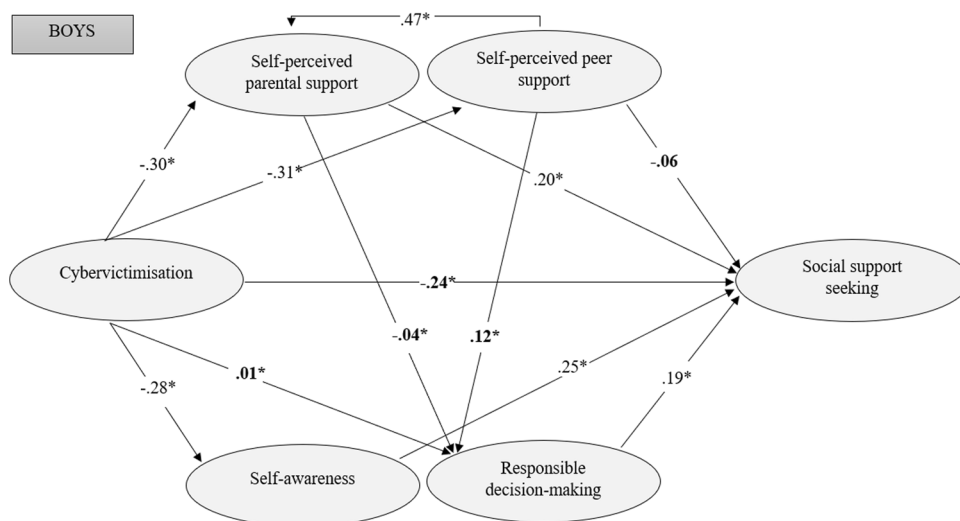 BOYS
.47*
Self-perceived
parental support
Self-perceived peer
support
-.30*
-.31*
.20*
-.06
Cybervictimisation
-.24*
Social support
seeking
-.04*
.12*
.01*
.25*
-.28*
.19*
Self-awareness
Responsible
decision-making